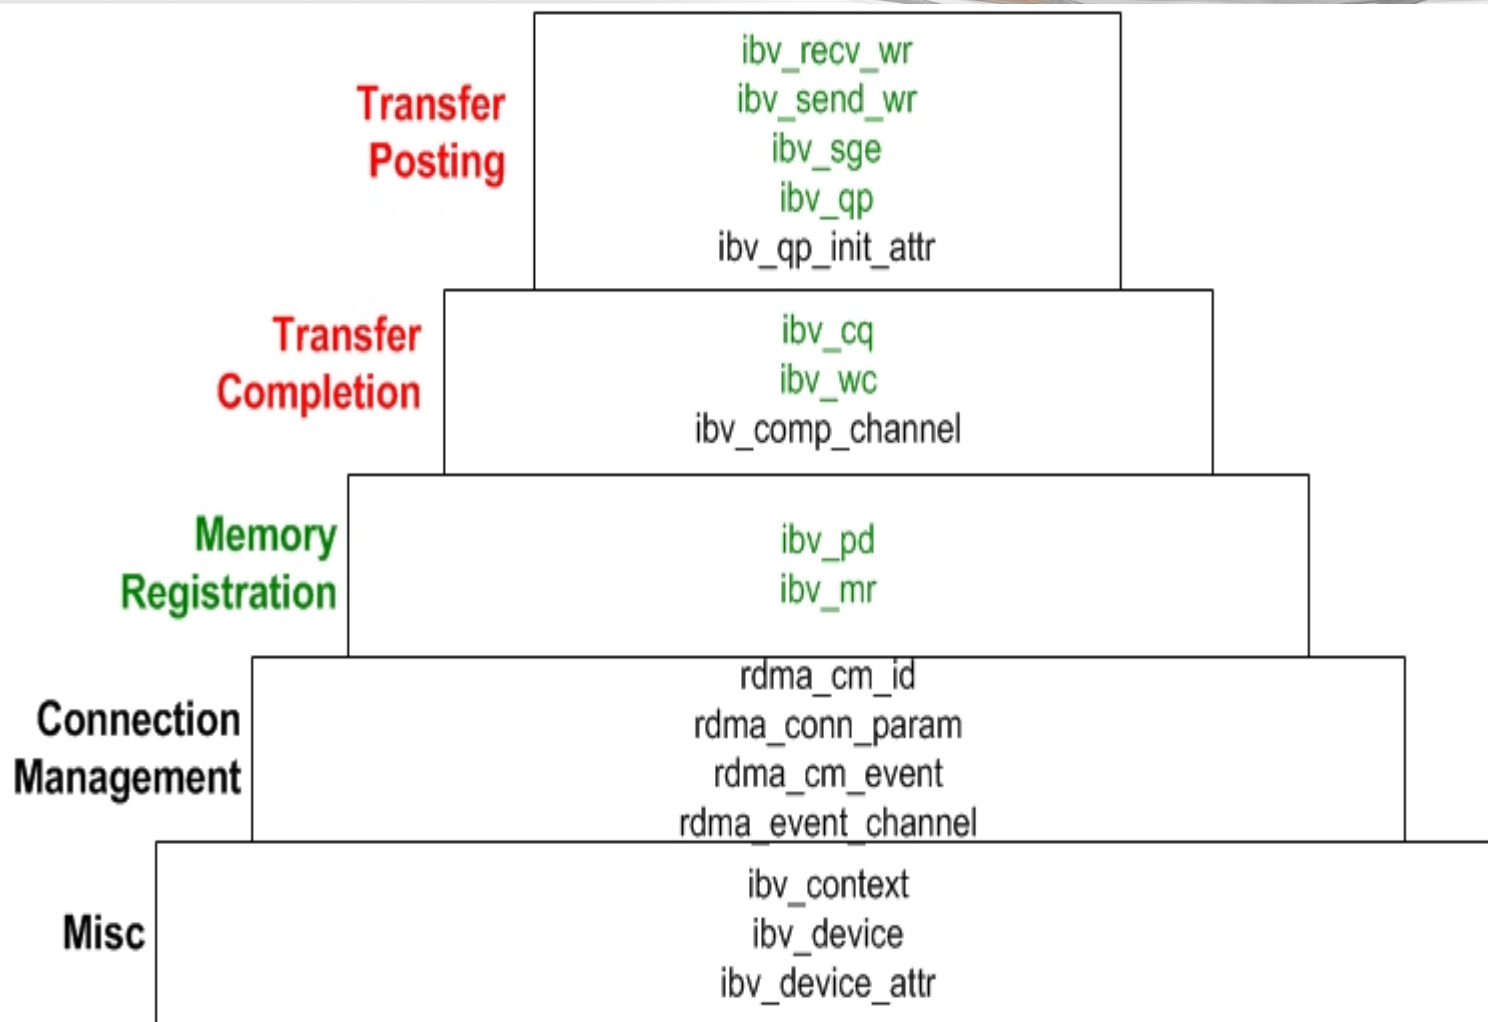 Transfer
Posting
ibv_recv_wr
ibv_send_wr
ibv_sge
ibv_qp
ibv_qp_init_attr
Transfer
Completion
ibv_cq
ibv_wc
ibv_comp_channel
Memory
Registration
ibv_pd
ibv_mr
Connection
Management
rdma_cm_id
rdma_conn_param
rdma_cm_event
rdma_event_channel
Misc
ibv_context
ibv_device
ibv_device_attr